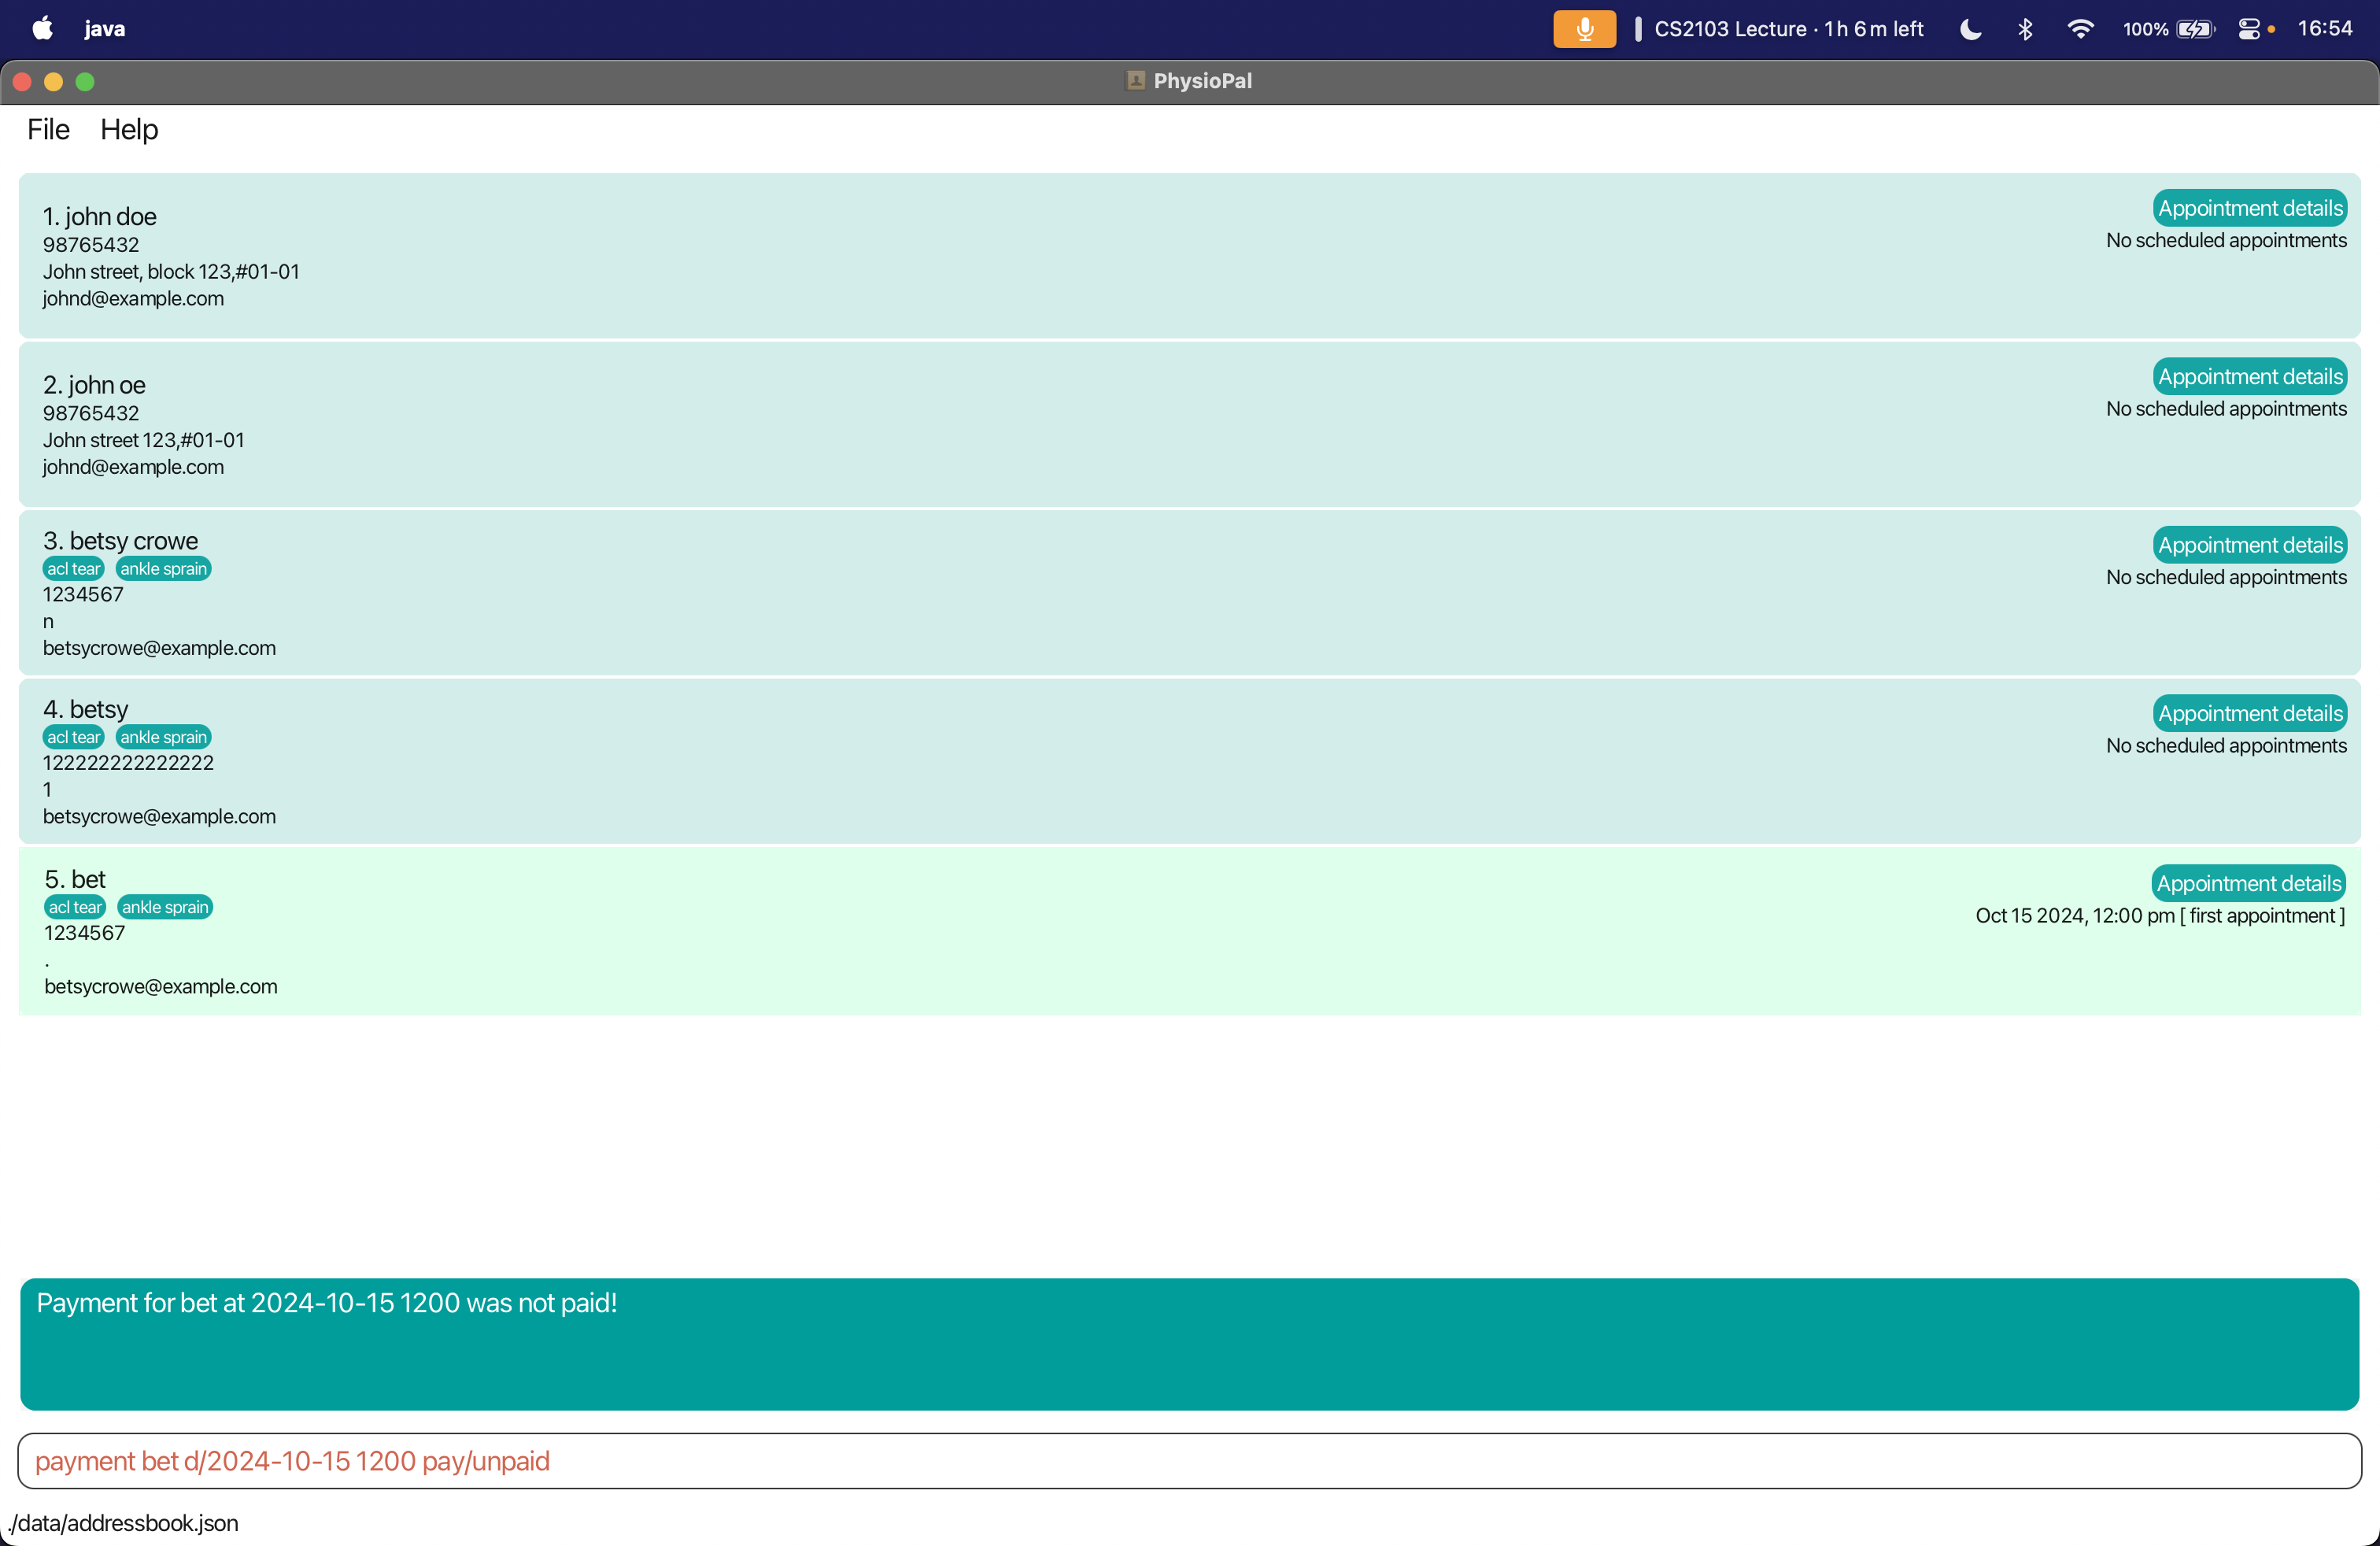 java
CS2103 Lecture · 1 h 6 m left
100%
16:54
PhysioPal
File Help
1. john doe
98765432
John street, block 123,#01-01
johnd@example.com
Appointment details
No scheduled appointments
2. john oe
98765432
John street 123,#01-01
johnd@example.com
Appointment details
No scheduled appointments
3. betsy crowe
acl tear ankle sprain
1234567
n
betsycrowe@example.com
Appointment details
No scheduled appointments
4. betsy
acl tear ankle sprain
122222222222222
1
betsycrowe@example.com
Appointment details
No scheduled appointments
5. bet
acl tear ankle sprain
1234567
.
betsycrowe@example.com
Appointment details
Oct 15 2024, 12:00 pm [ first appointment ]
Payment for bet at 2024-10-15 1200 was not paid!
payment bet d/2024-10-15 1200 pay/unpaid
./data/addressbook.json